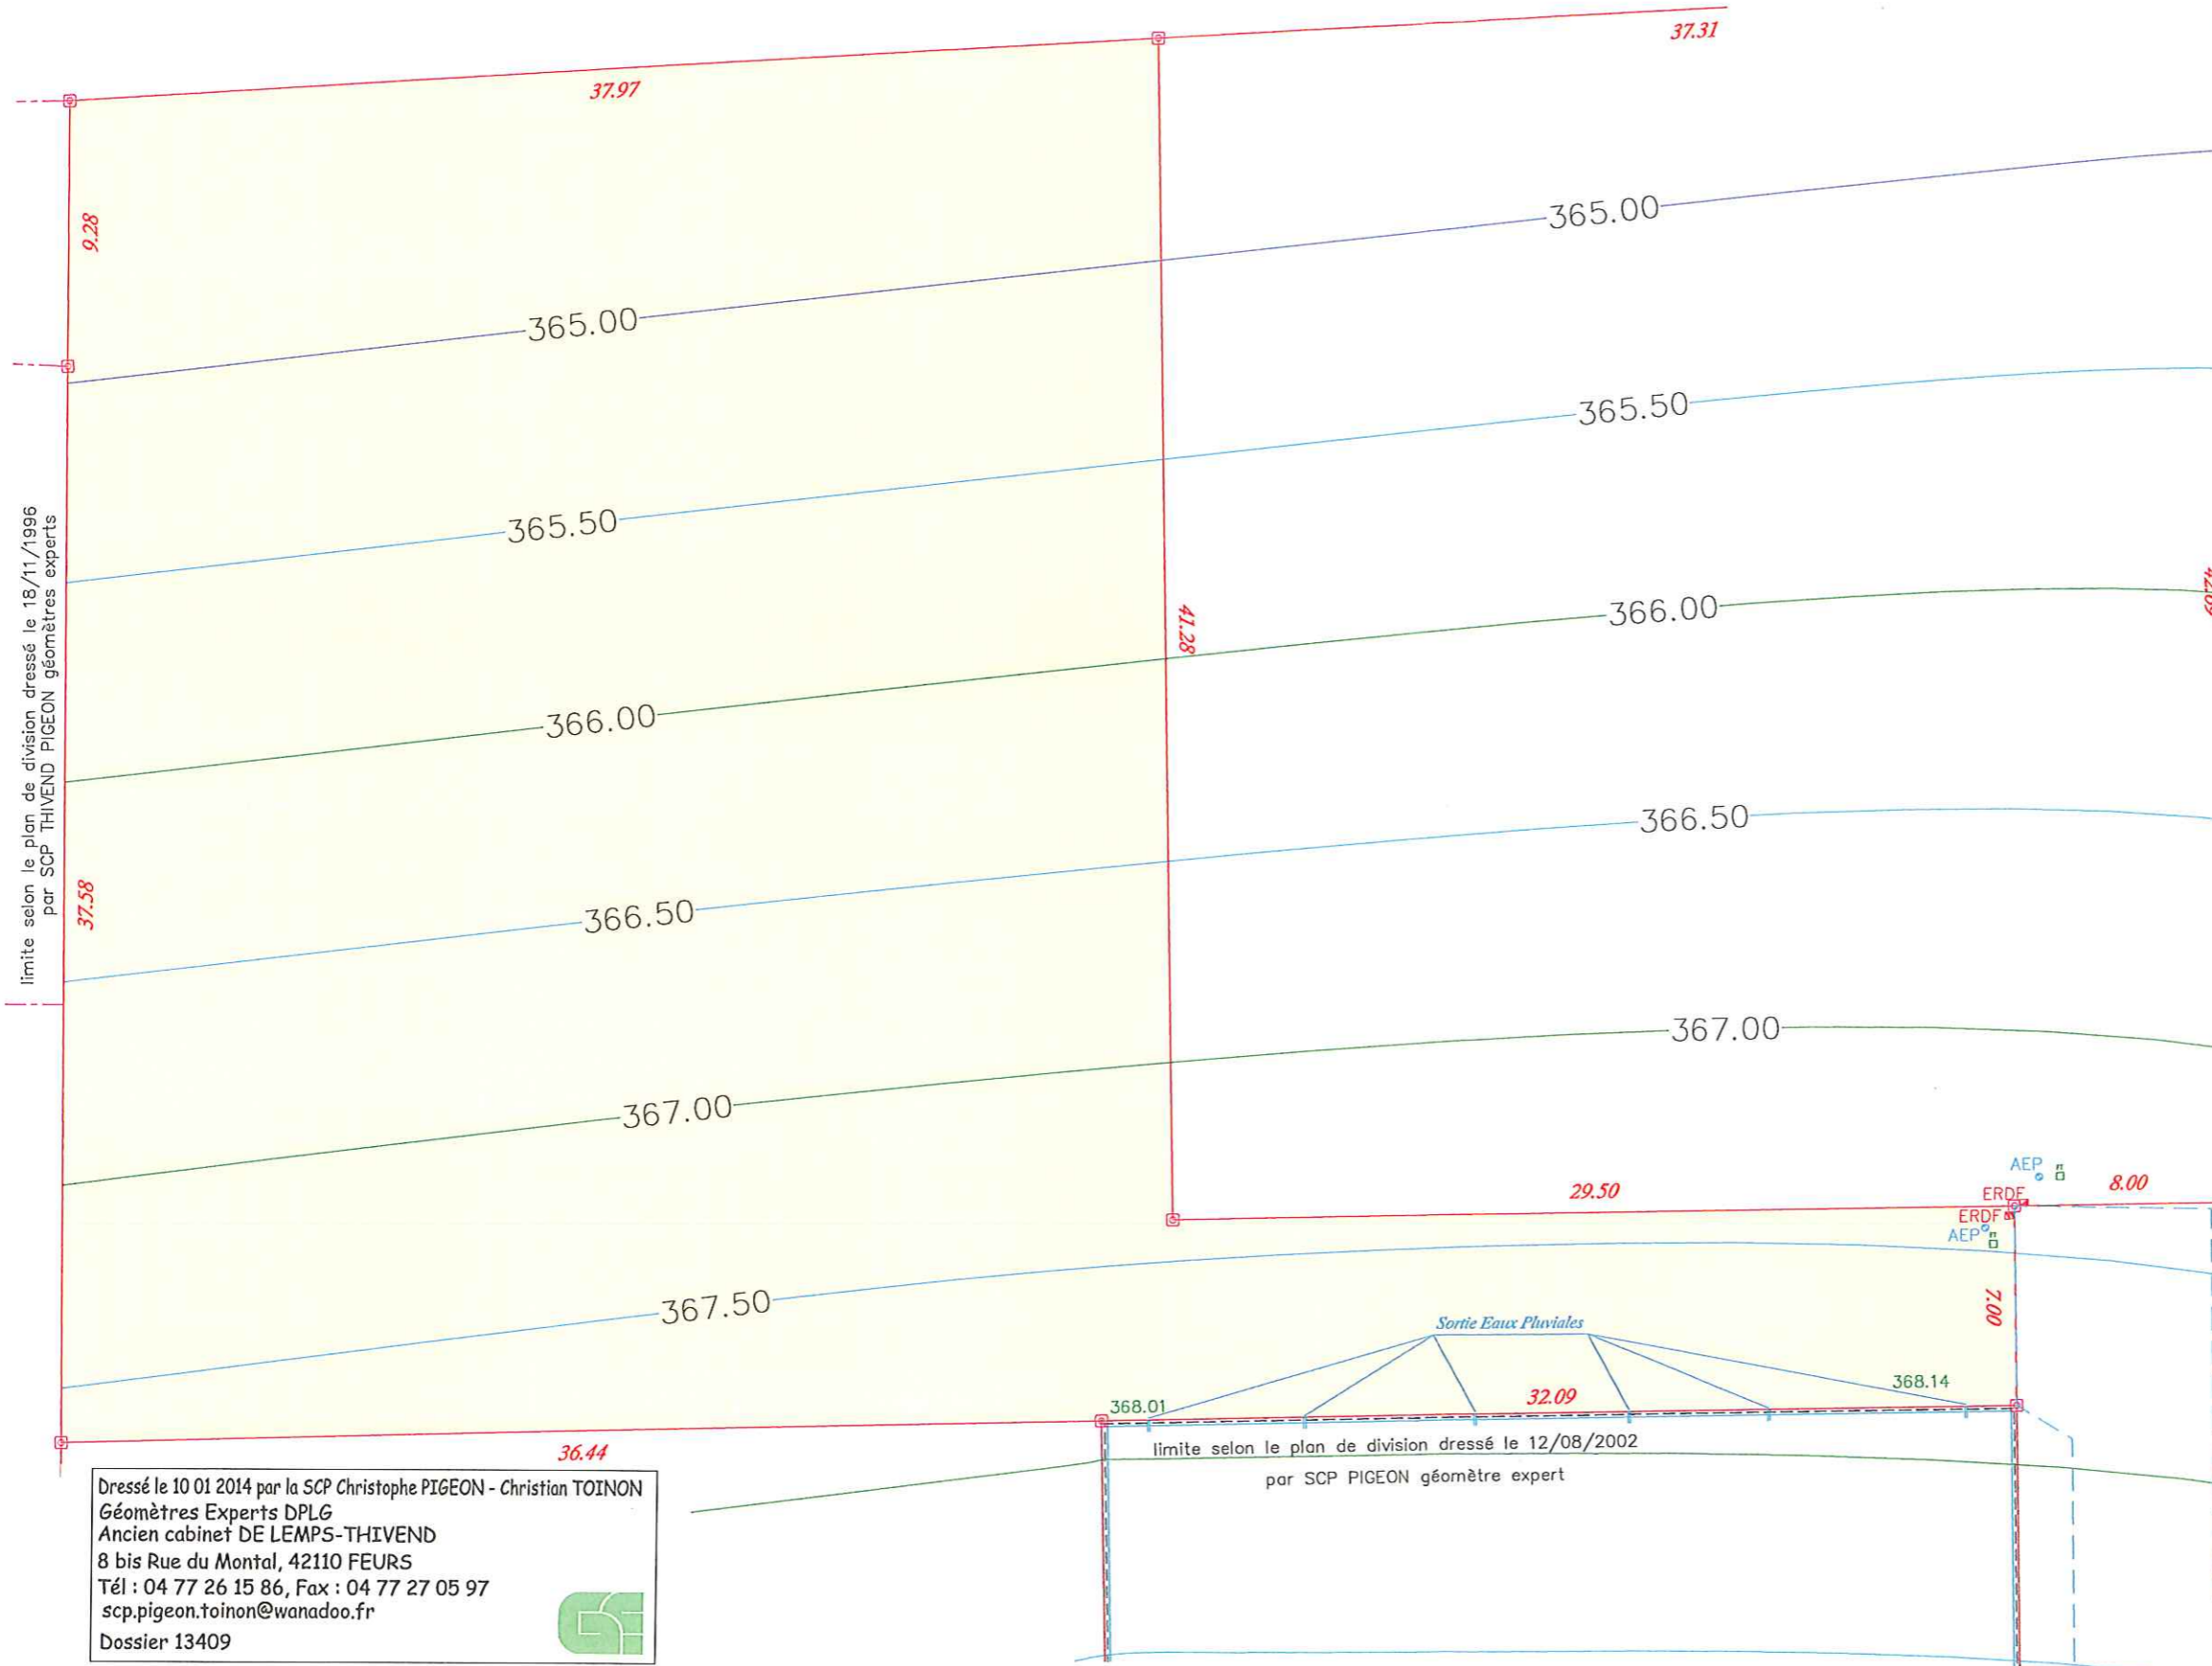 37.31
37.97
9.28
365.00
365.00
365.50
365.50
limite selon le plan de division dressé le 18/11/1996
par SCP THIVEND PIGEON géomètres experts
41.28
366.00
366.00
366.50
37.58
366.50
367.00
367.00
AEP
8.00
29.50
ERDF
ERDF
AEP
367.50
7.00
Sortie Eaux Pluviales
368.14
32.09
368.01
36.44
limite selon le plan de division dressé le 12/08/2002
par SCP PIGEON géomètre expert
Dressé le 10 01 2014 par la SCP Christophe PIGEON - Christian TOINON
Géomètres Experts DPLG
Ancien cabinet DE LEMPS-THIVEND
8 bis Rue du Montal, 42110 FEURS
Tél : 04 77 26 15 86, Fax : 04 77 27 05 97
scp.pigeon.toinon@wanadoo.fr
Dossier 13409